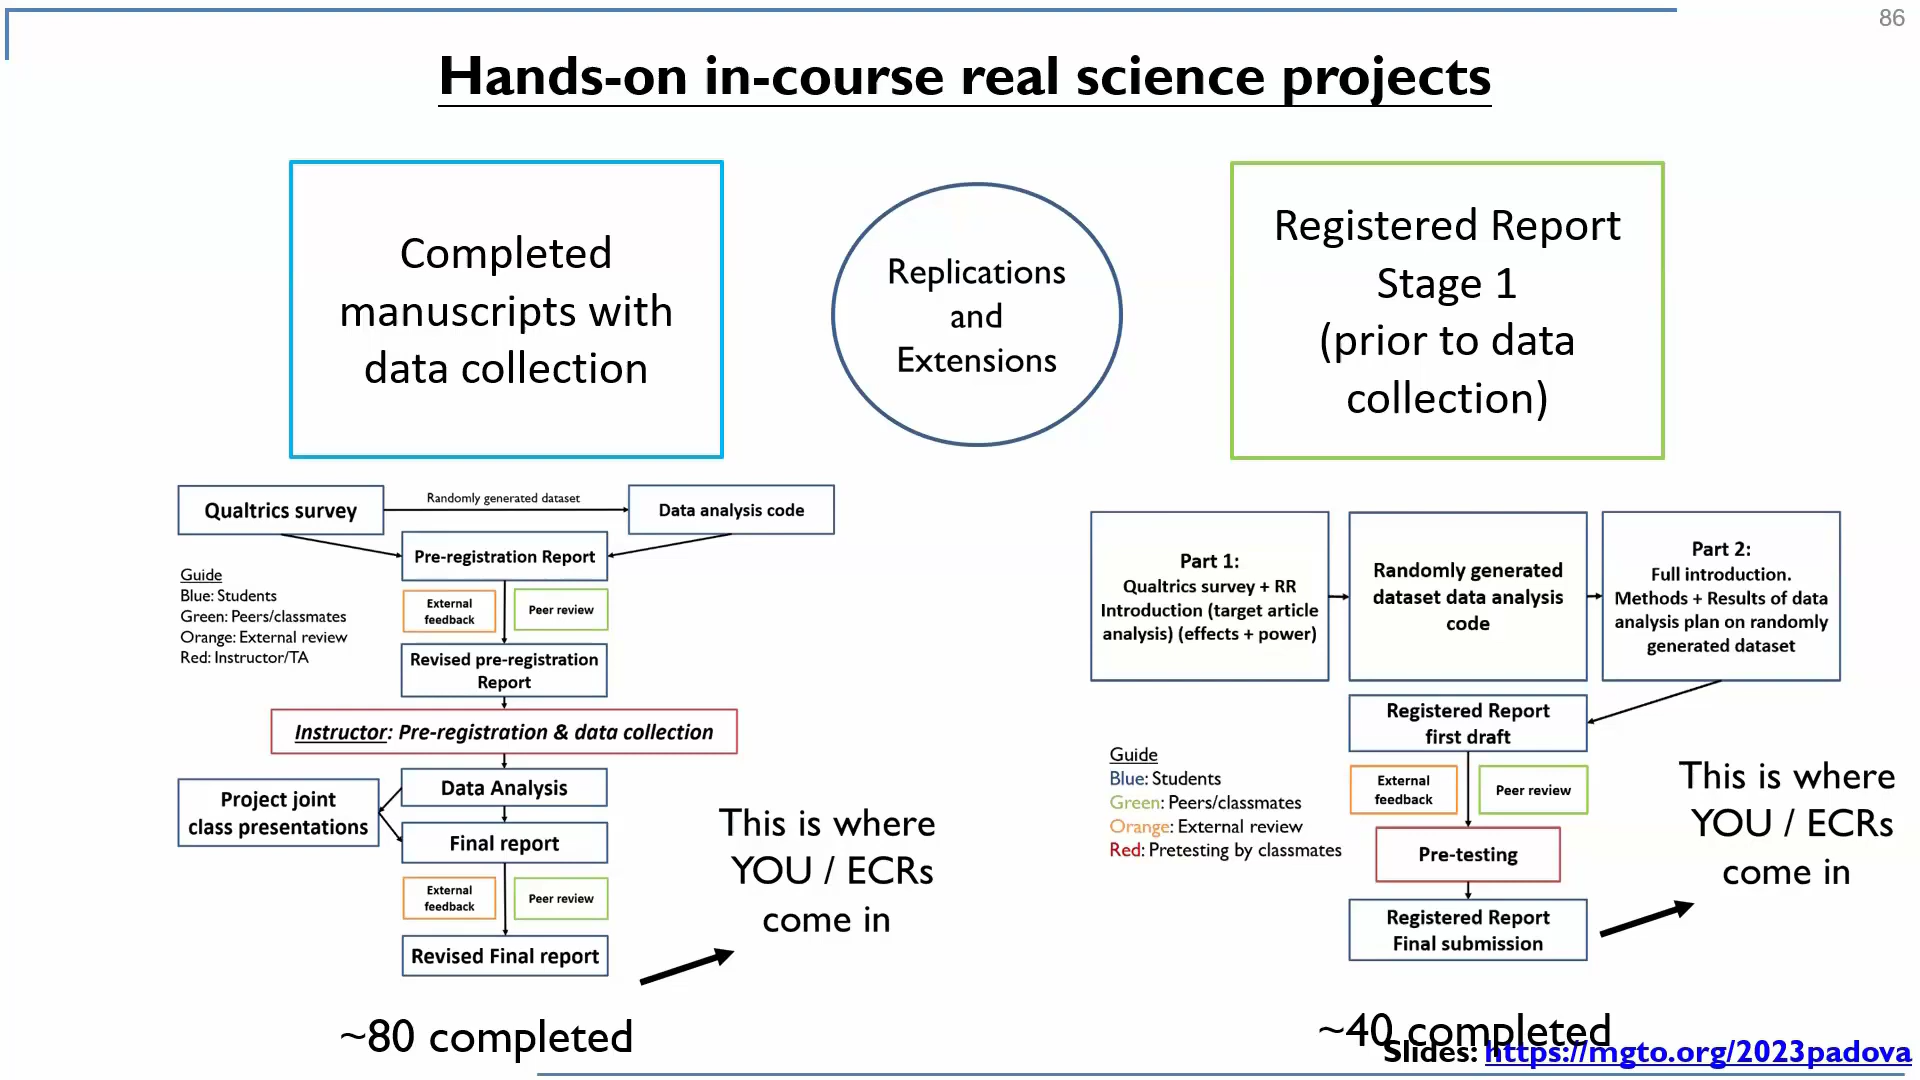 86
Hands-on in-course real science projects
Completed
manuscripts with
data collection
Replications
and
Extensions
Registered Report
Stage 1
(prior to data
collection)
Qualtrics survey
Randomly generated dataset
Data analysis code
Pre-registration Report
Guide
Blue: Students
Green: Peers/classmates
Orange: External review
Red: Instructor/TA
External
feedback
Peer review
Revised pre-registration
Report
Instructor: Pre-registration & data collection
Data Analysis
Project joint
class presentations
Final report
External
feedback
Peer review
Revised Final report
This is where
YOU / ECRs
come in
~80 completed
Part 1:
Qualtrics survey + RR
Introduction (target article
analysis) (effects + power)
Randomly generated
dataset data analysis
code
Part 2:
Full introduction.
Methods + Results of data
analysis plan on randomly
generated dataset
Registered Report
first draft
Guide
Blue: Students
Green: Peers/classmates
Orange: External review
Red: Pretesting by classmates
External
feedback
Peer review
Pre-testing
Registered Report
Final submission
This is where
YOU / ECRs
come in
~40 completed
Slides: https://mgto.org/2023padova